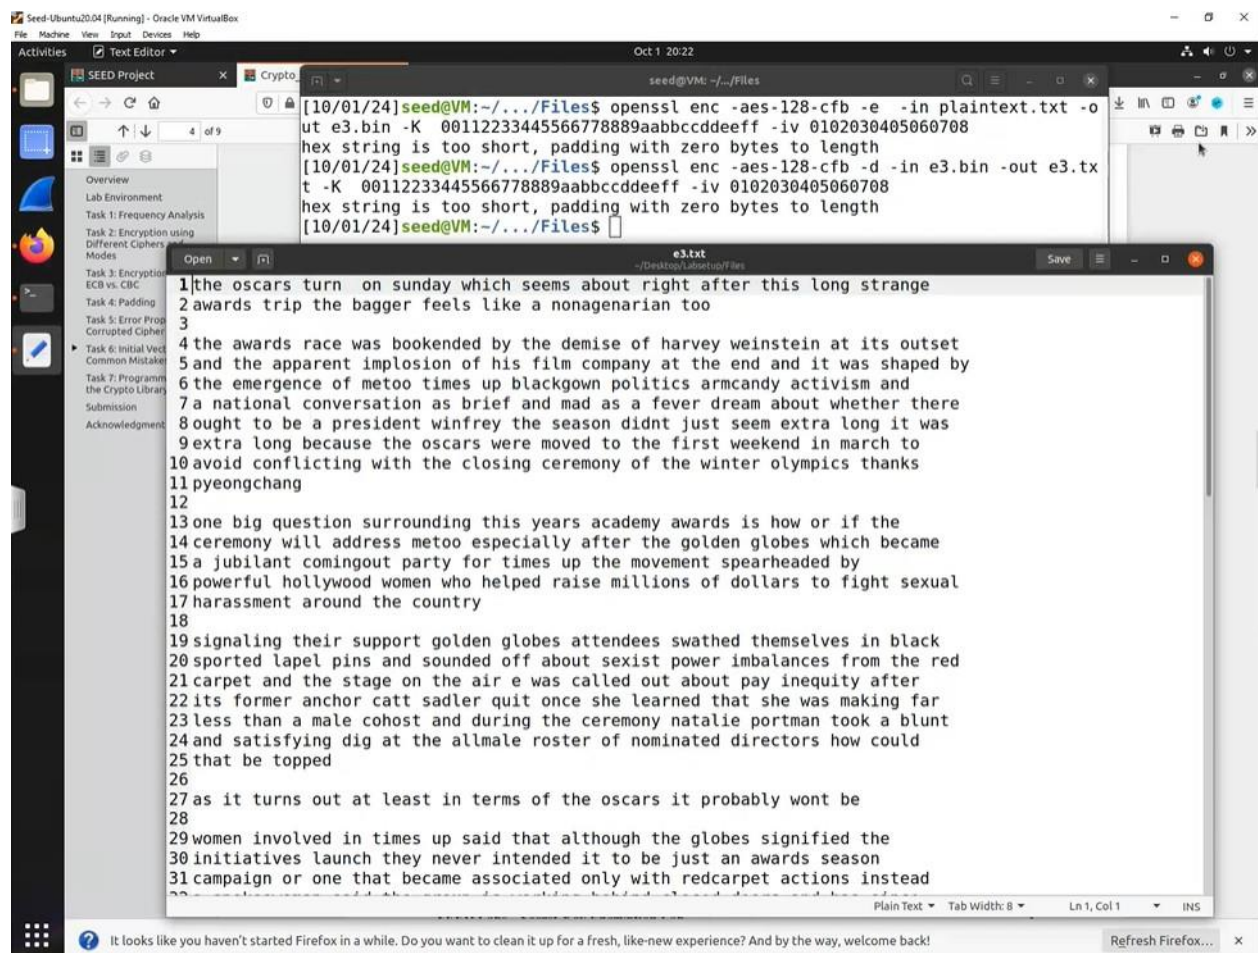 Seed-Ubuntu20.04 [Running] - Oracle VM VirtualBox
File Machine View Input Devices Help
Activities Text Editor Oct 1 20:22
SEED Project × Crypto_ seed@VM: ~/.../Files
4 of 9
[10/01/24]seed@VM:~/.../Files$ openssl enc -aes-128-cfb -e  -in plaintext.txt -o
ut e3.bin -K  00112233445566778889aabbccddeeff -iv 0102030405060708
hex string is too short, padding with zero bytes to length
[10/01/24]seed@VM:~/.../Files$ openssl enc -aes-128-cfb -d -in e3.bin -out e3.tx
t -K  00112233445566778889aabbccddeeff -iv 0102030405060708
hex string is too short, padding with zero bytes to length
[10/01/24]seed@VM:~/.../Files$
Overview
Lab Environment
Task 1: Frequency Analysis
Task 2: Encryption using
Different Ciphers and
Modes
Task 3: Encryption
ECB vs. CBC
Task 4: Padding
Task 5: Error Prop
Corrupted Cipher
Task 6: Initial Vect
Common Mistake
Task 7: Programm
the Crypto Library
Submission
Acknowledgment
Open e3.txt Save
~/Desktop/Labsetup/Files
1 the oscars turn  on sunday which seems about right after this long strange
2 awards trip the bagger feels like a nonagenarian too
3
4 the awards race was bookended by the demise of harvey weinstein at its outset
5 and the apparent implosion of his film company at the end and it was shaped by
6 the emergence of metoo times up blackgown politics armcandy activism and
7 a national conversation as brief and mad as a fever dream about whether there
8 ought to be a president winfrey the season didnt just seem extra long it was
9 extra long because the oscars were moved to the first weekend in march to
10 avoid conflicting with the closing ceremony of the winter olympics thanks
11 pyeongchang
12
13 one big question surrounding this years academy awards is how or if the
14 ceremony will address metoo especially after the golden globes which became
15 a jubilant comingout party for times up the movement spearheaded by
16 powerful hollywood women who helped raise millions of dollars to fight sexual
17 harassment around the country
18
19 signaling their support golden globes attendees swathed themselves in black
20 sported lapel pins and sounded off about sexist power imbalances from the red
21 carpet and the stage on the air e was called out about pay inequity after
22 its former anchor catt sadler quit once she learned that she was making far
23 less than a male cohost and during the ceremony natalie portman took a blunt
24 and satisfying dig at the allmale roster of nominated directors how could
25 that be topped
26
27 as it turns out at least in terms of the oscars it probably wont be
28
29 women involved in times up said that although the globes signified the
30 initiatives launch they never intended it to be just an awards season
31 campaign or one that became associated only with redcarpet actions instead
Plain Text Tab Width: 8 Ln 1, Col 1 INS
It looks like you haven't started Firefox in a while. Do you want to clean it up for a fresh, like-new experience? And by the way, welcome back! Refresh Firefox... ×